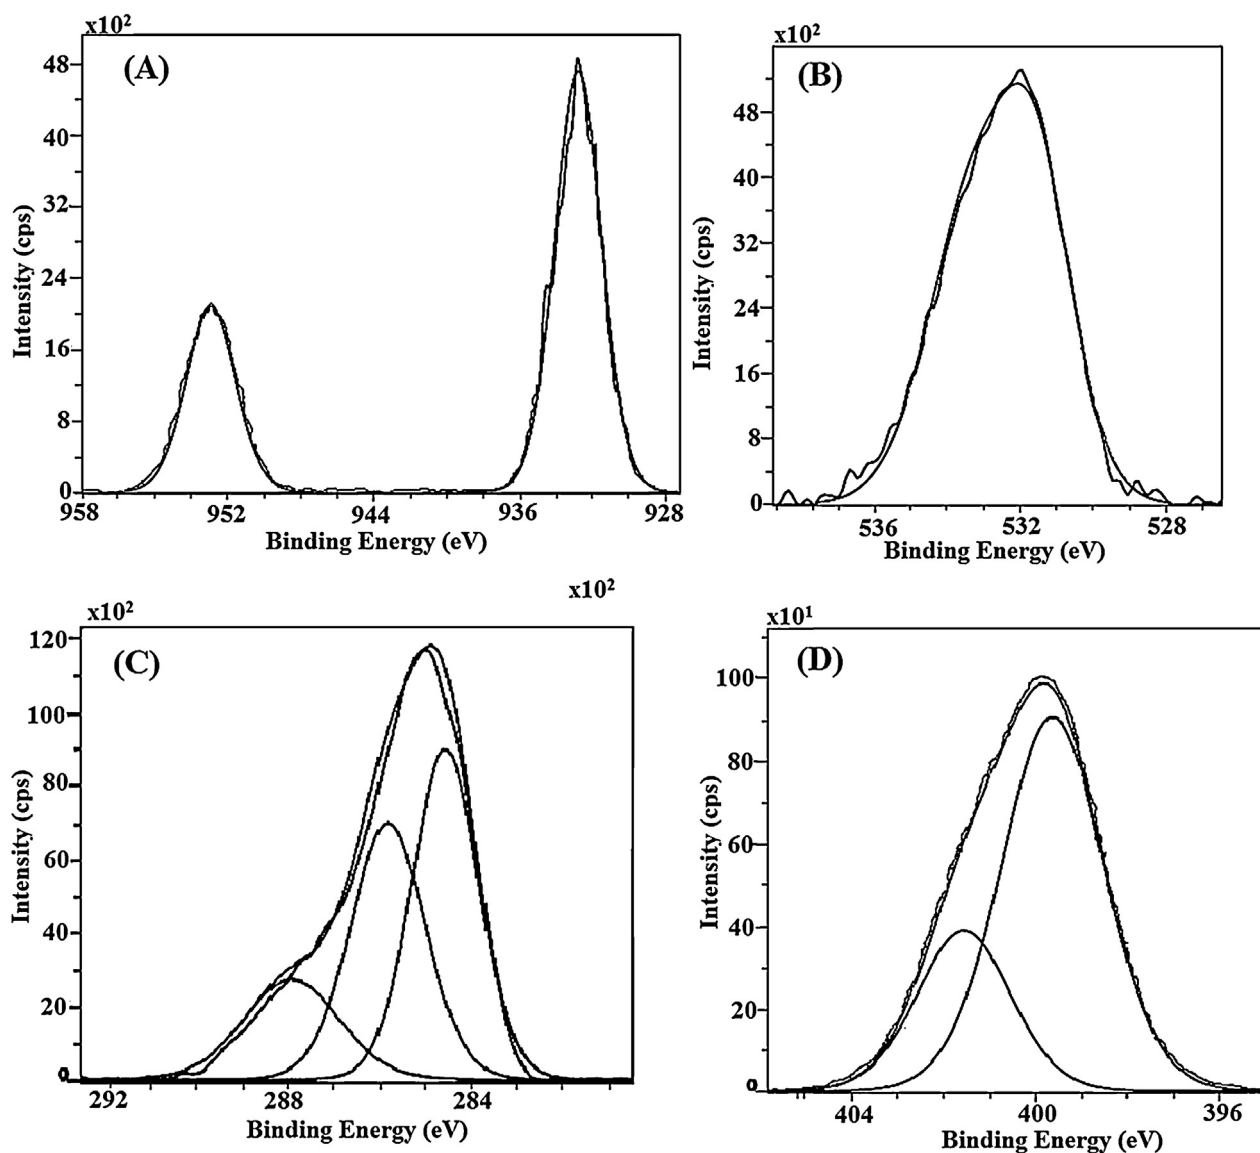 x10²
(A)
48
40
32
24
16
8
0
958
952
944
936
928
Intensity (cps)
Binding Energy (eV)
x10²
(B)
48
40
32
24
16
8
0
536
532
528
Intensity (cps)
Binding Energy (eV)
x10²
x10²
(C)
120
100
80
60
40
20
0
292
288
284
Intensity (cps)
Binding Energy (eV)
x10¹
(D)
100
80
60
40
20
0
404
400
396
Intensity (cps)
Binding Energy (eV)